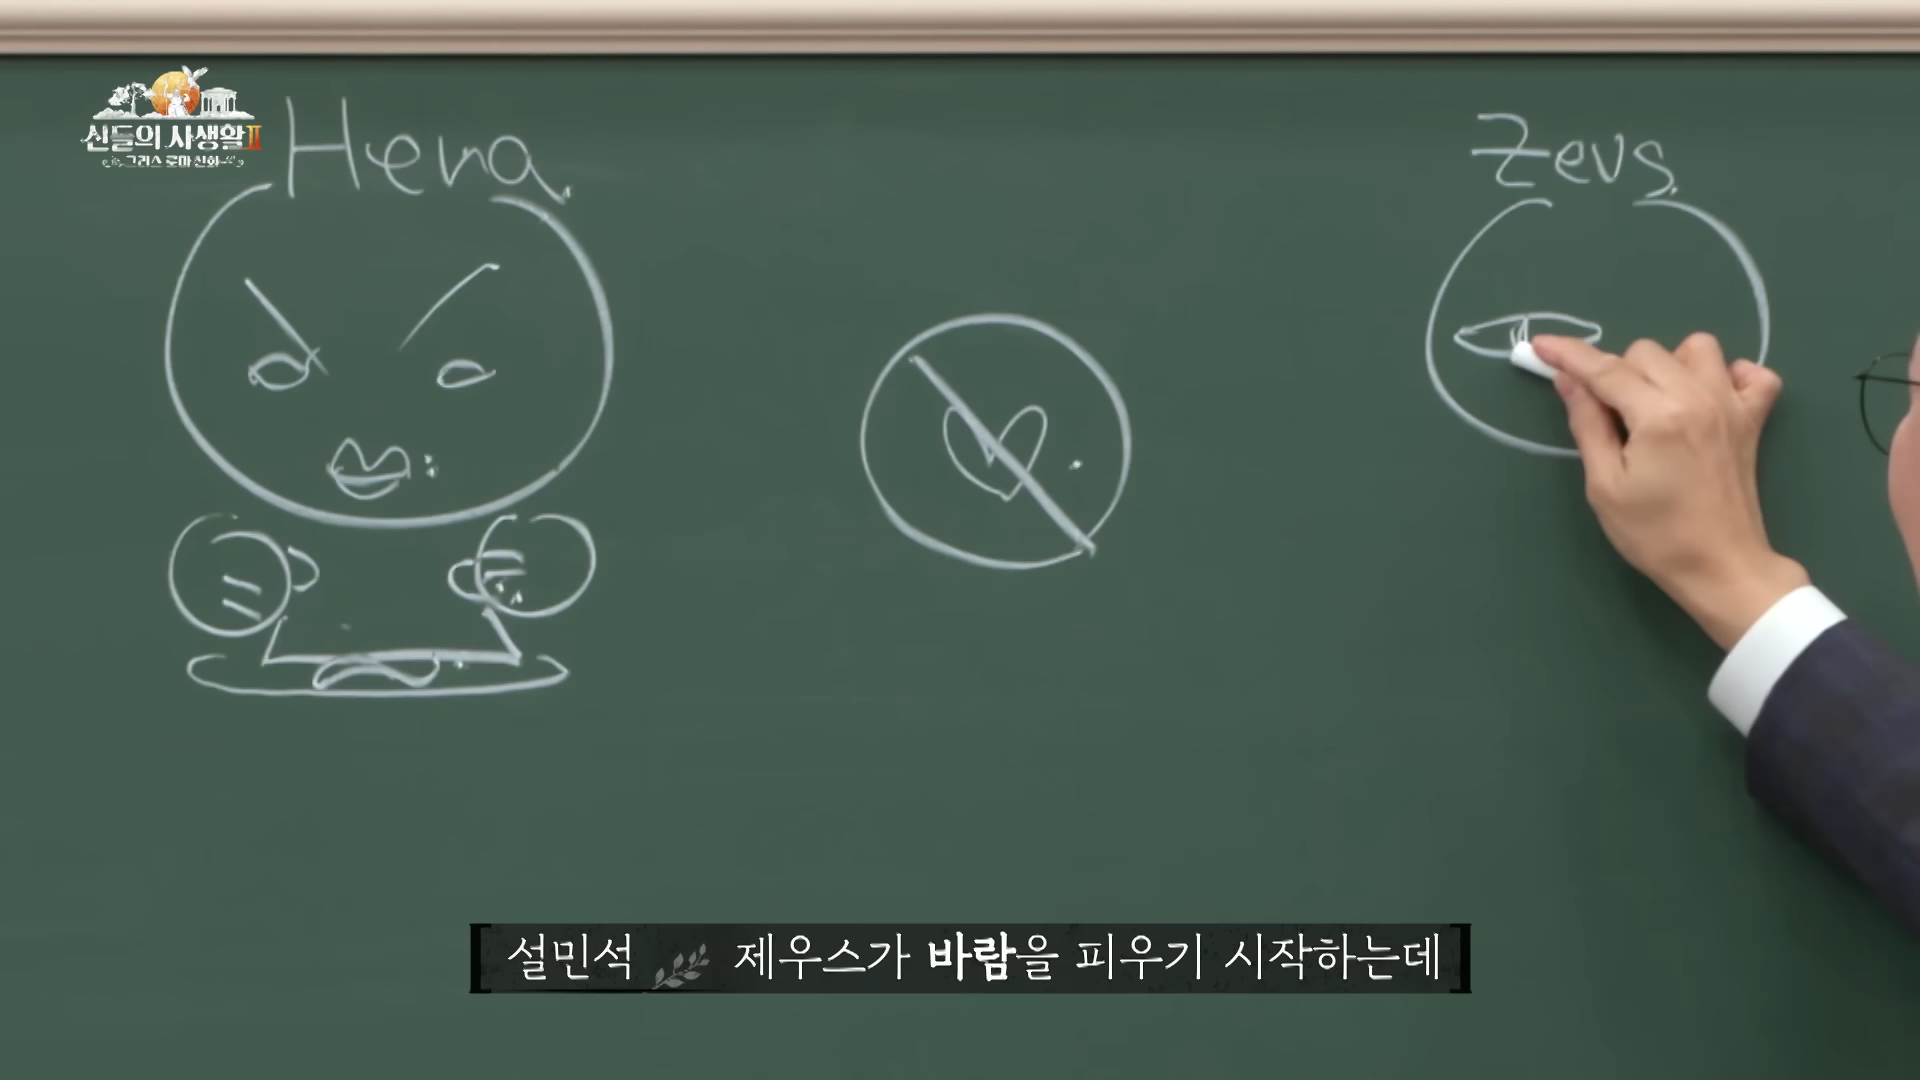 신들의 사생활 II
그리스 로마 신화
Hera.
Zevs.
설민석 제우스가 바람을 피우기 시작하는데